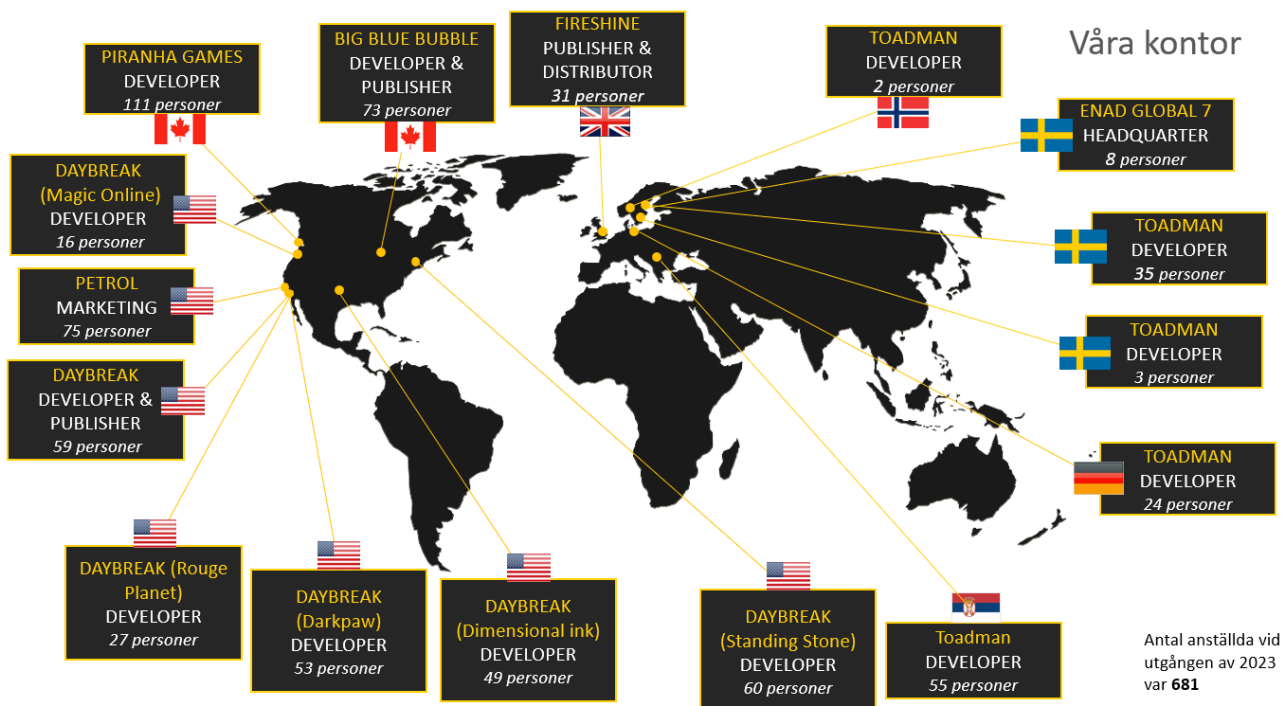 Våra kontor
PIRANHA GAMES
DEVELOPER
111 personer
BIG BLUE BUBBLE
DEVELOPER &
PUBLISHER
73 personer
FIRESHINE
PUBLISHER &
DISTRIBUTOR
31 personer
TOADMAN
DEVELOPER
2 personer
ENAD GLOBAL 7
HEADQUARTER
8 personer
DAYBREAK
(Magic Online)
DEVELOPER
16 personer
TOADMAN
DEVELOPER
35 personer
PETROL
MARKETING
75 personer
TOADMAN
DEVELOPER
3 personer
DAYBREAK
DEVELOPER &
PUBLISHER
59 personer
TOADMAN
DEVELOPER
24 personer
DAYBREAK (Rouge
Planet)
DEVELOPER
27 personer
DAYBREAK
(Darkpaw)
DEVELOPER
53 personer
DAYBREAK
(Dimensional ink)
DEVELOPER
49 personer
DAYBREAK
(Standing Stone)
DEVELOPER
60 personer
Toadman
DEVELOPER
55 personer
Antal anställda vid
utgången av 2023
var 681